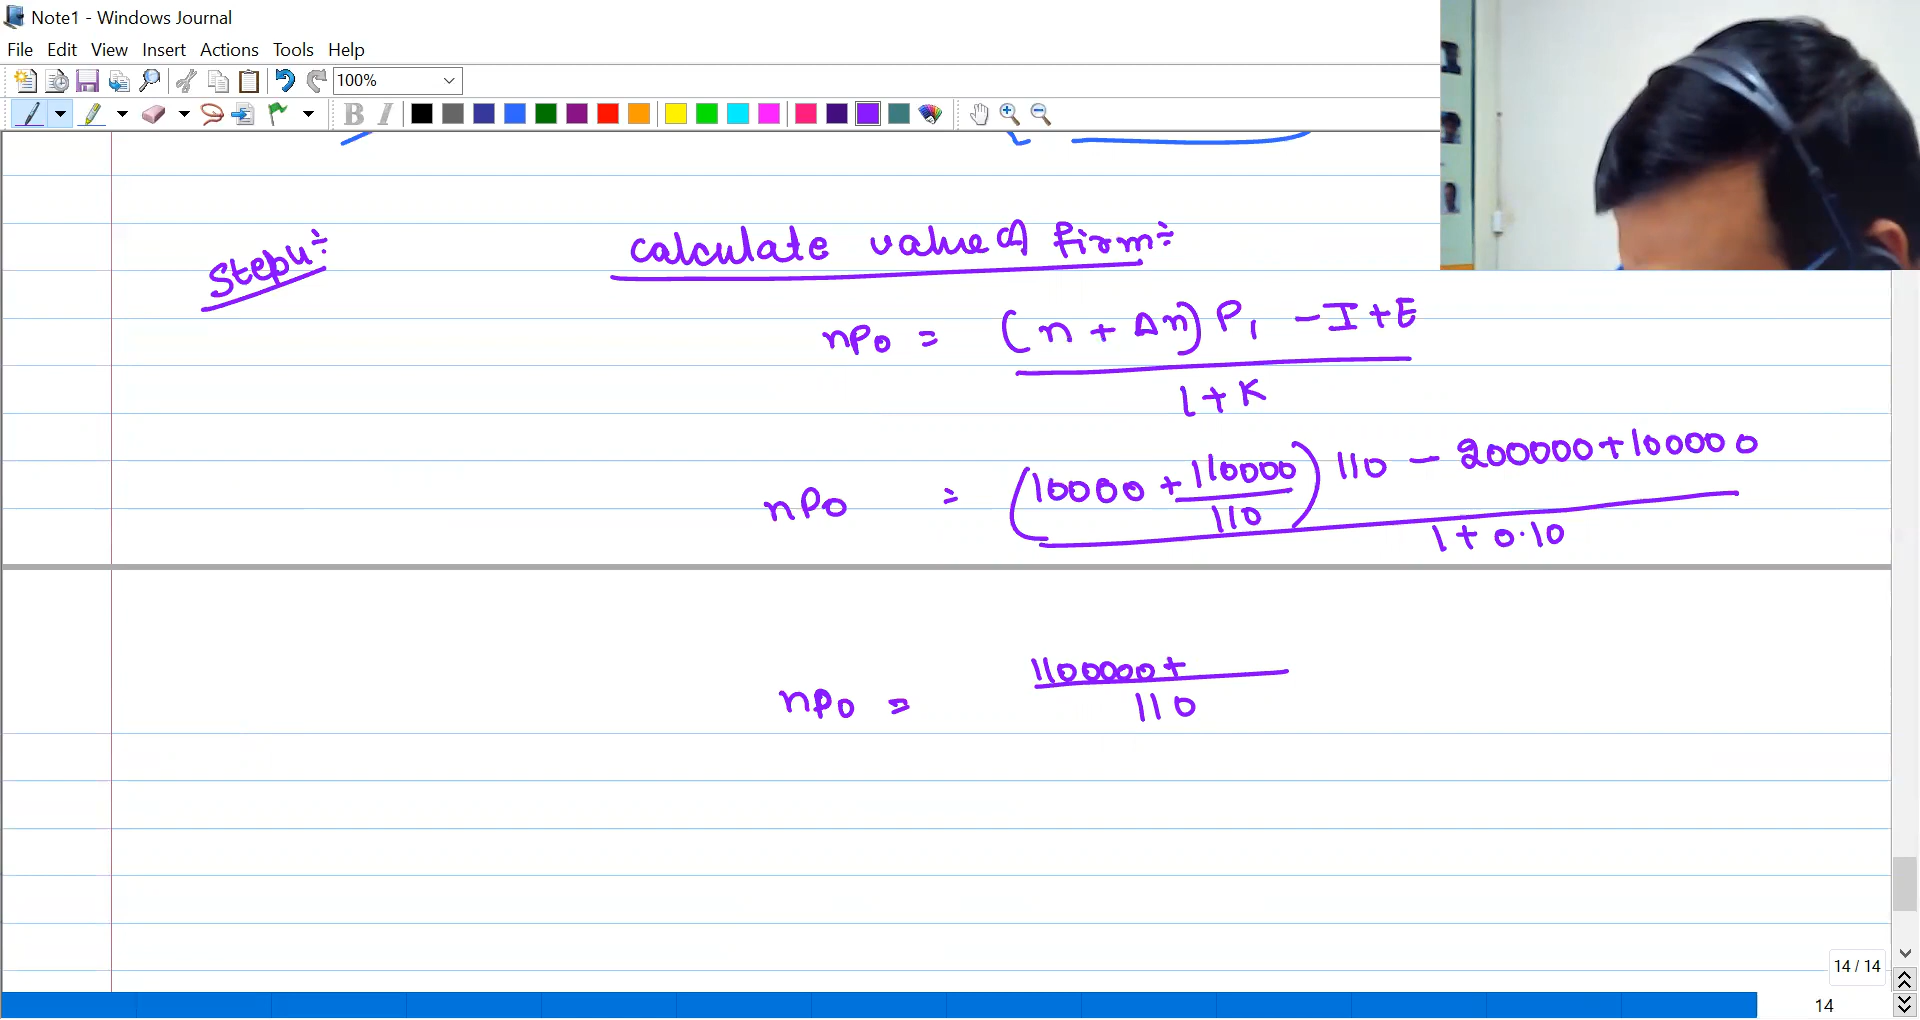 Note1 - Windows Journal
File Edit View Insert Actions Tools Help
100%
B I
Step4:
calculate value of firm:
nP0 = (n + Δn) P1 - I + E
1 + K
nP0 = (10000 + 110000 / 110) 110 - 200000 + 100000
1 + 0.10
nP0 = 1100000 +
110
14 / 14
14